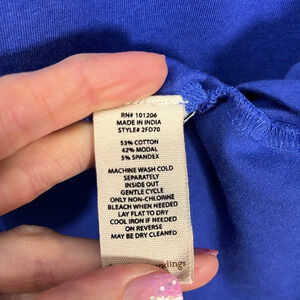 RN# 101206
MADE IN INDIA
STYLE# 2FD70
53% COTTON
42% MODAL
5% SPANDEX
MACHINE WASH COLD
SEPARATELY
INSIDE OUT
GENTLE CYCLE
ONLY NON-CHLORINE
BLEACH WHEN NEEDED
LAY FLAT TO DRY
COOL IRON IF NEEDED
ON REVERSE
MAY BE DRY CLEANED